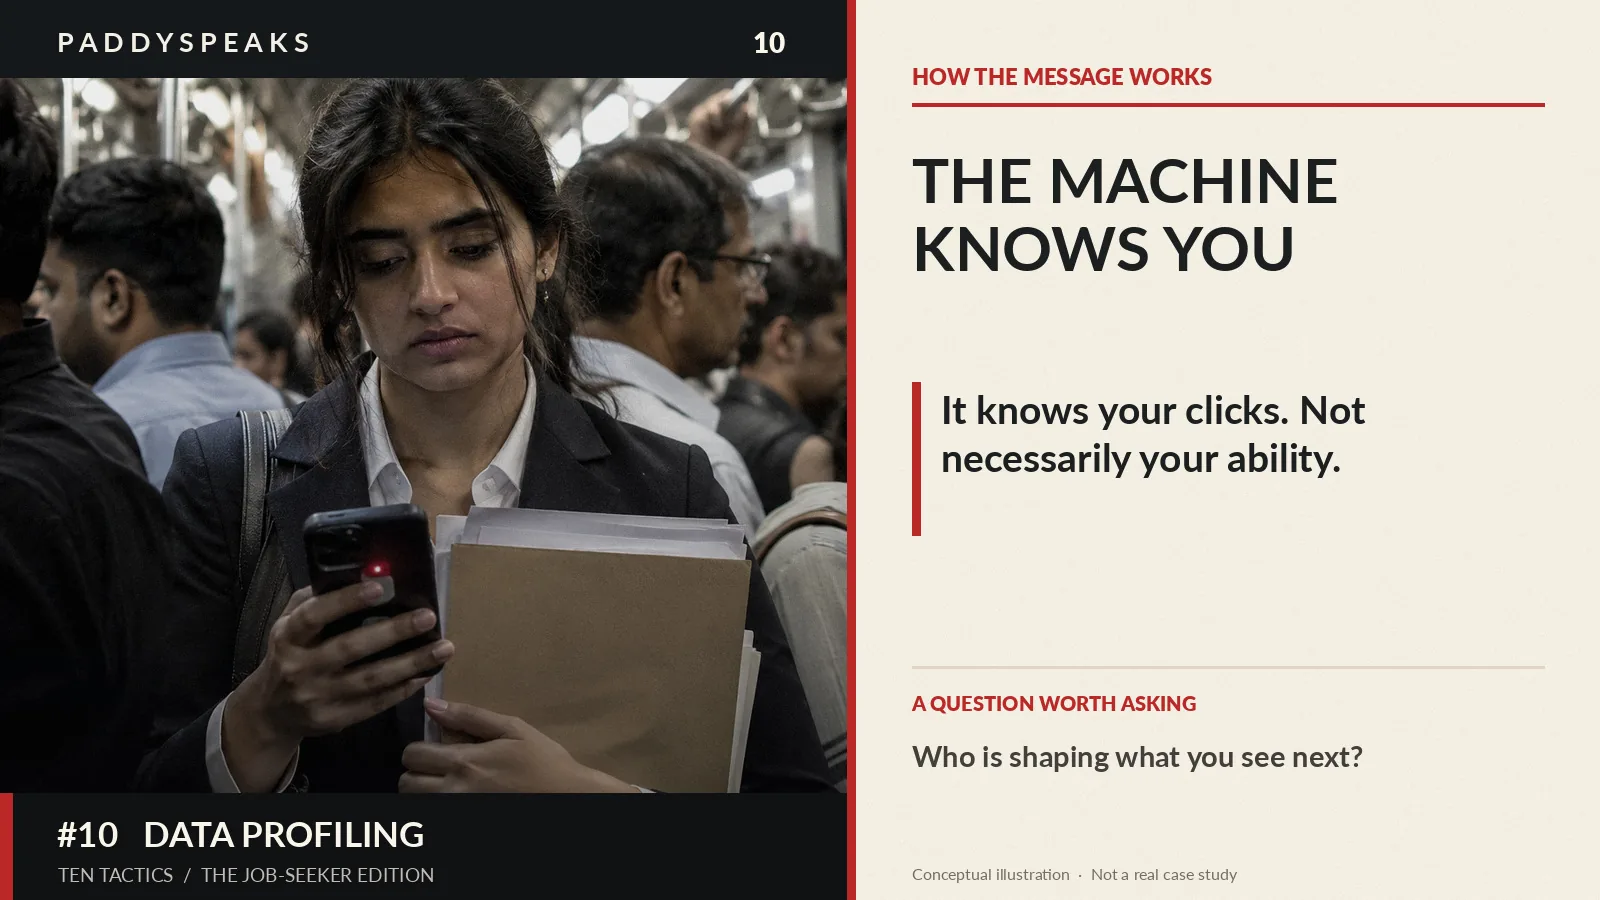 PADDYSPEAKS
10
#10 DATA PROFILING
TEN TACTICS / THE JOB-SEEKER EDITION
HOW THE MESSAGE WORKS
THE MACHINE
KNOWS YOU
It knows your clicks. Not
necessarily your ability.
A QUESTION WORTH ASKING
Who is shaping what you see next?
Conceptual illustration · Not a real case study